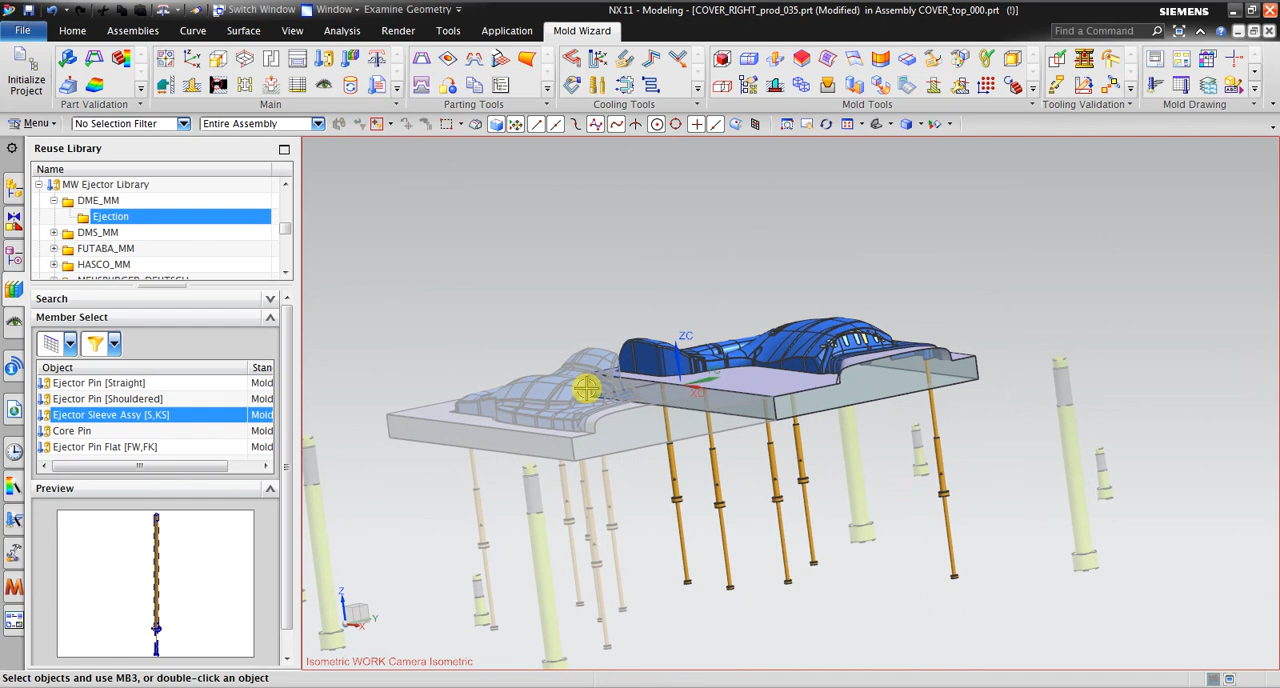 Switch Window
Window
Examine Geometry
NX 11 - Modeling - [COVER_RIGHT_prod_035.prt (Modified) in Assembly COVER_top_000.prt (!)]
SIEMENS
File
Home
Assemblies
Curve
Surface
View
Analysis
Render
Tools
Application
Mold Wizard
Find a Command
Initialize
Project
Part Validation
Main
Parting Tools
Cooling Tools
Mold Tools
Tooling Validation
Mold Drawing
Menu
No Selection Filter
Entire Assembly
Reuse Library
Name
MW Ejector Library
DME_MM
Ejection
DMS_MM
FUTABA_MM
HASCO_MM
Search
Member Select
Object
Stan
Ejector Pin [Straight]
Mold
Ejector Pin [Shouldered]
Mold
Ejector Sleeve Assy [S,KS]
Mold
Core Pin
Mold
Ejector Pin Flat [FW,FK]
Mold
Preview
ZC
XC
Z
Y
X
Isometric WORK Camera Isometric
Select objects and use MB3, or double-click an object